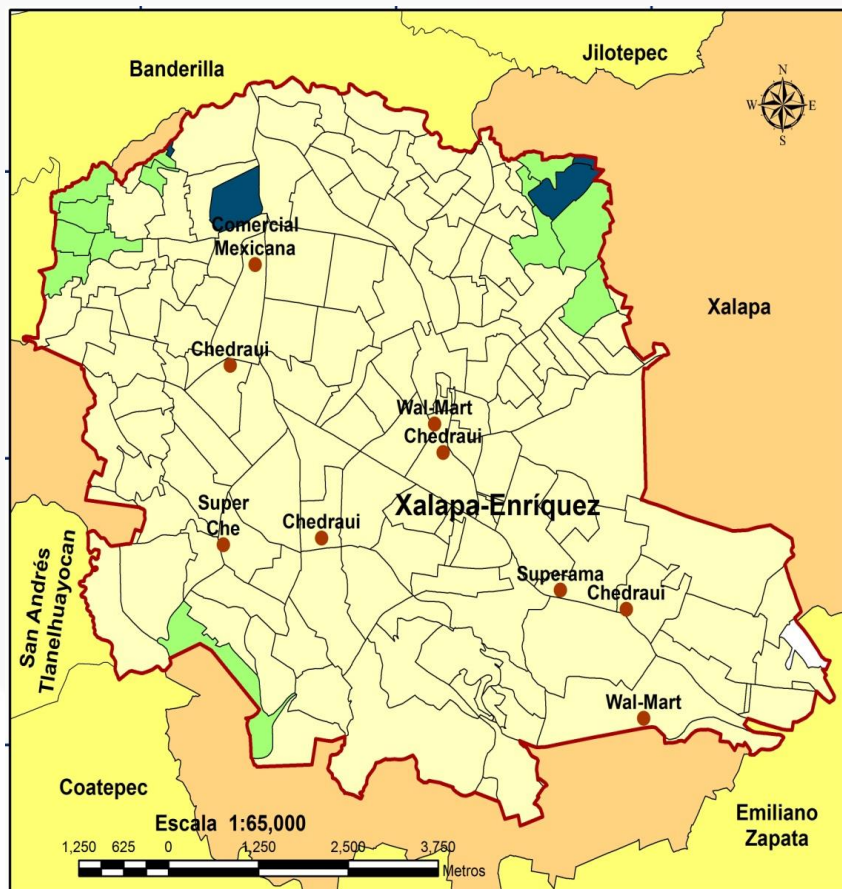 Jilotepec
Banderilla
N
W E
S
Comercial
Mexicana
Xalapa
Chedraui
Wal-Mart
Chedraui
Super
Che
Chedraui
Xalapa-Enríquez
San Andrés
Tlanelhuayocan
Superama
Chedraui
Wal-Mart
Coatepec
Emiliano
Zapata
Escala 1:65,000
1,250 625 0 1,250 2,500 3,750
Metros